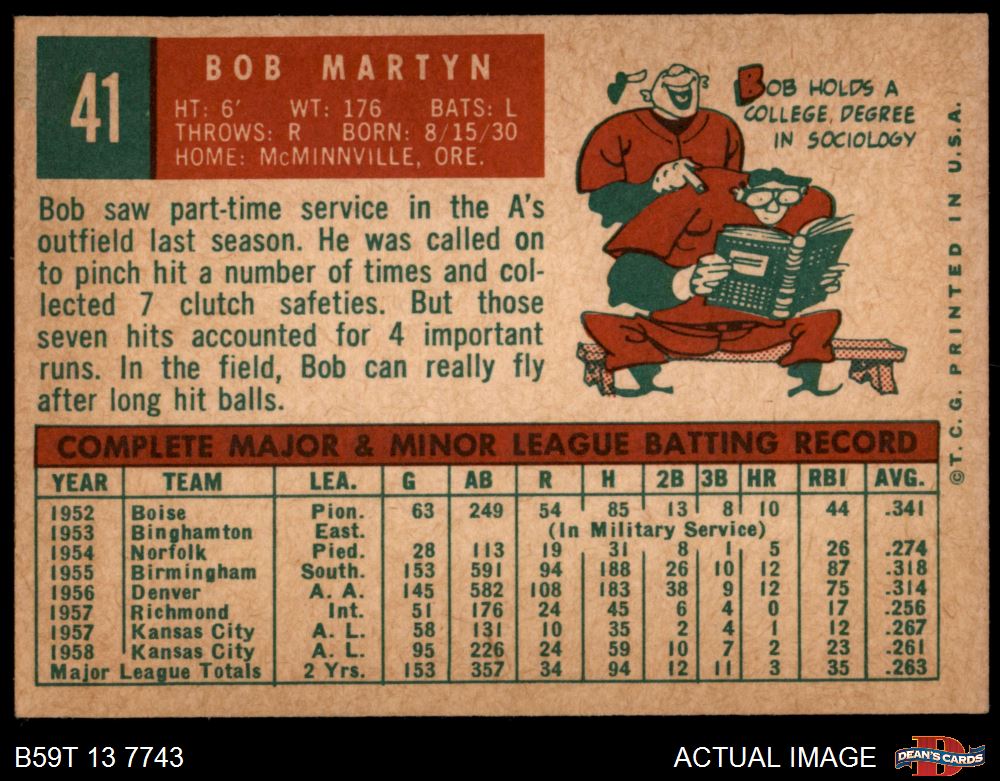 41
BOB MARTYN
HT: 6' WT: 176 BATS: L
THROWS: R BORN: 8/15/30
HOME: McMINNVILLE, ORE.
BOB HOLDS A
COLLEGE DEGREE
IN SOCIOLOGY
Bob saw part-time service in the A's
outfield last season. He was called on
to pinch hit a number of times and col-
lected 7 clutch safeties. But those
seven hits accounted for 4 important
runs. In the field, Bob can really fly
after long hit balls.
©T.C.G. PRINTED IN U.S.A.
COMPLETE MAJOR & MINOR LEAGUE BATTING RECORD
YEAR TEAM LEA. G AB R H 2B 3B HR RBI AVG.
1952 Boise Pion. 63 249 54 85 13 8 10 44 .341
1953 Binghamton East. (In Military Service)
1954 Norfolk Pied. 28 113 19 31 8 1 5 26 .274
1955 Birmingham South. 153 591 94 188 26 10 12 87 .318
1956 Denver A. A. 145 582 108 183 38 9 12 75 .314
1957 Richmond Int. 51 176 24 45 6 4 0 17 .256
1957 Kansas City A. L. 58 131 10 35 2 4 1 12 .267
1958 Kansas City A. L. 95 226 24 59 10 7 2 23 .261
Major League Totals 2 Yrs. 153 357 34 94 12 11 3 35 .263
B59T 13 7743
ACTUAL IMAGE
D
DEAN'S CARDS